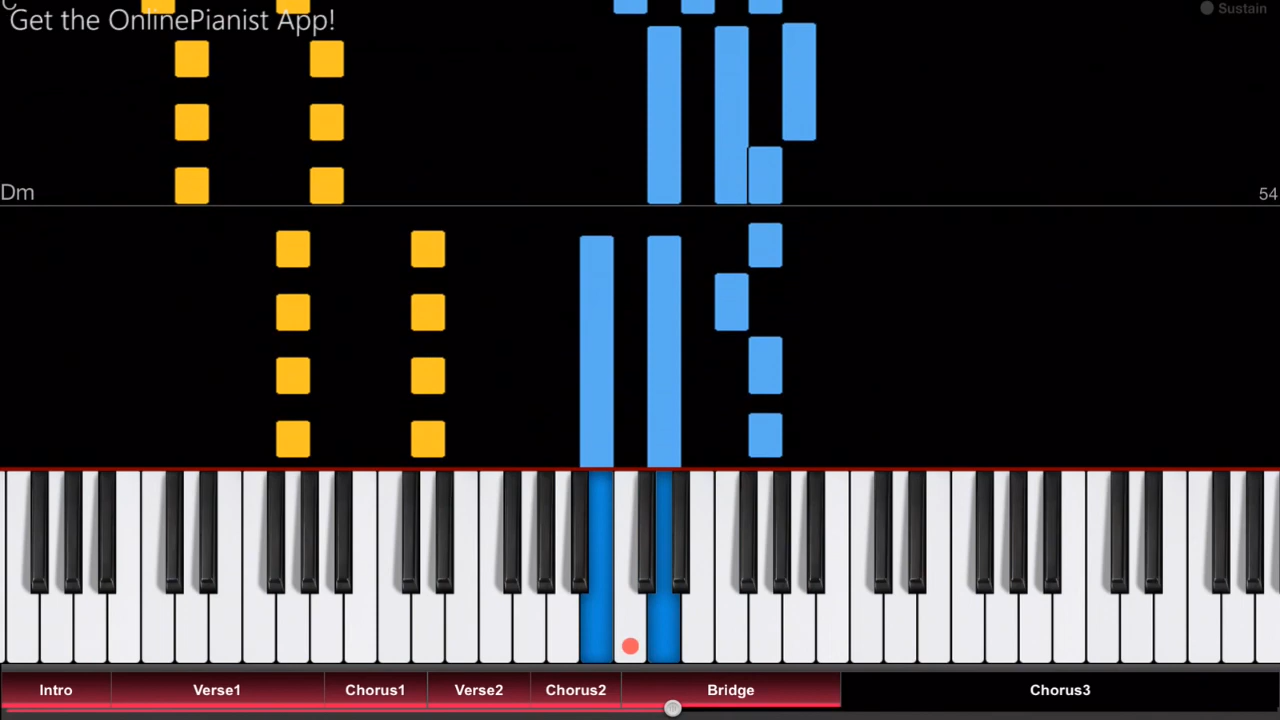 C
Get the OnlinePianist App!
Sustain
Dm
54
Intro
Verse1
Chorus1
Verse2
Chorus2
Bridge
Chorus3